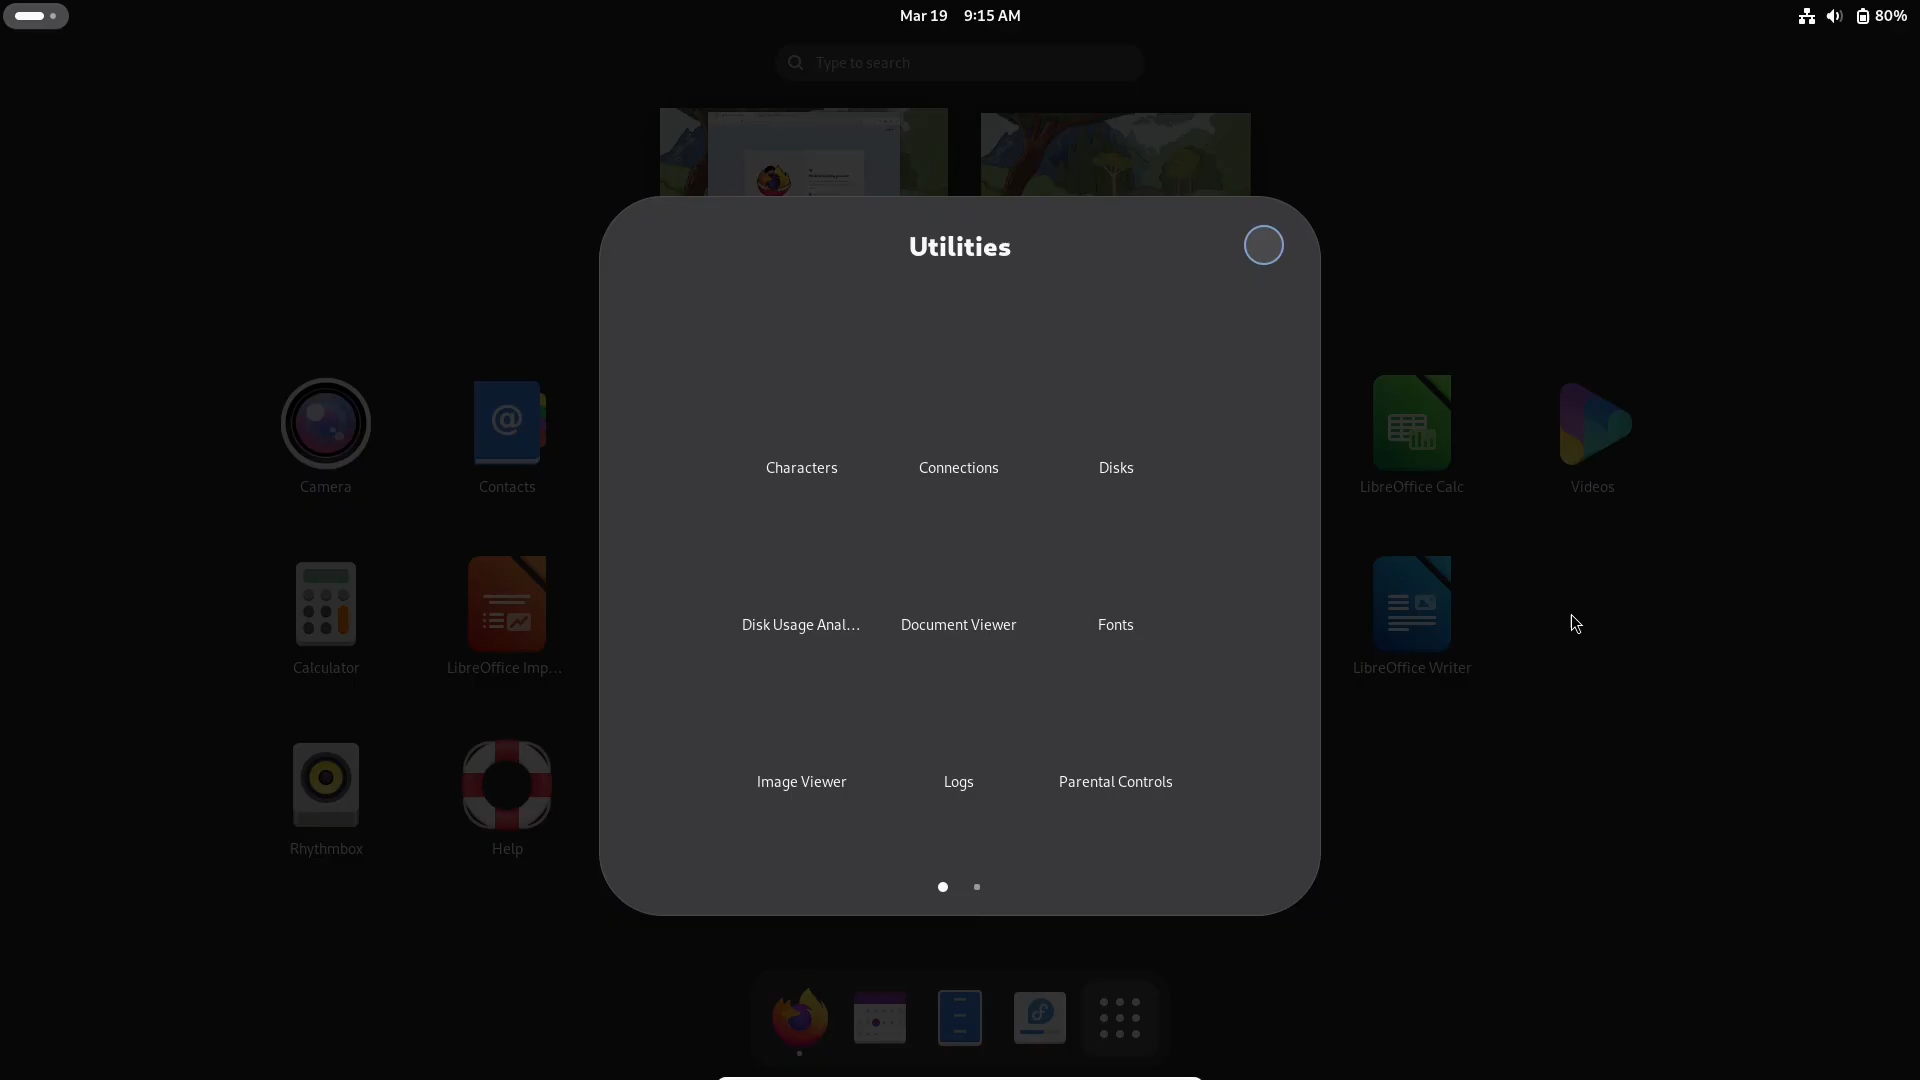 Mar 19 9:15 AM
80%
Type to search
Utilities
Characters Connections Disks
Camera Contacts LibreOffice Calc Videos
Disk Usage Anal... Document Viewer Fonts
Calculator LibreOffice Imp... LibreOffice Writer
Image Viewer Logs Parental Controls
Rhythmbox Help